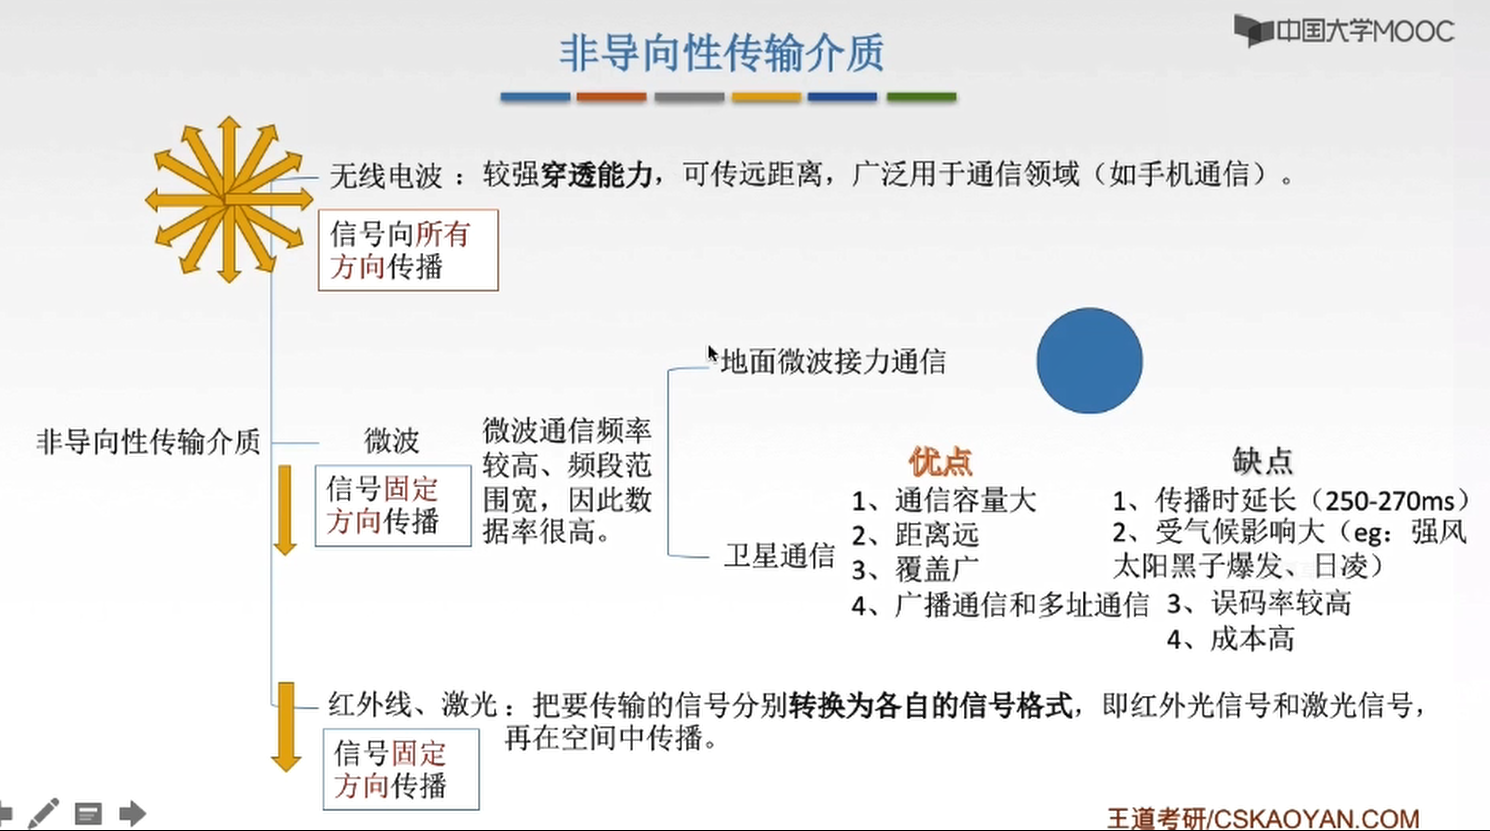 中国大学MOOC
非导向性传输介质
无线电波 ： 较强穿透能力，可传远距离，广泛用于通信领域（如手机通信）。
信号向所有
方向传播
地面微波接力通信
非导向性传输介质
微波
信号固定
方向传播
微波通信频率
较高、频段范
围宽，因此数
据率很高。
卫星通信
优点
1、通信容量大
2、距离远
3、覆盖广
4、广播通信和多址通信
缺点
1、传播时延长（250-270ms）
2、受气候影响大（eg：强风
太阳黑子爆发、日凌）
3、误码率较高
4、成本高
红外线、激光： 把要传输的信号分别转换为各自的信号格式，即红外光信号和激光信号，
再在空间中传播。
信号固定
方向传播
王道考研/CSKAOYAN.COM